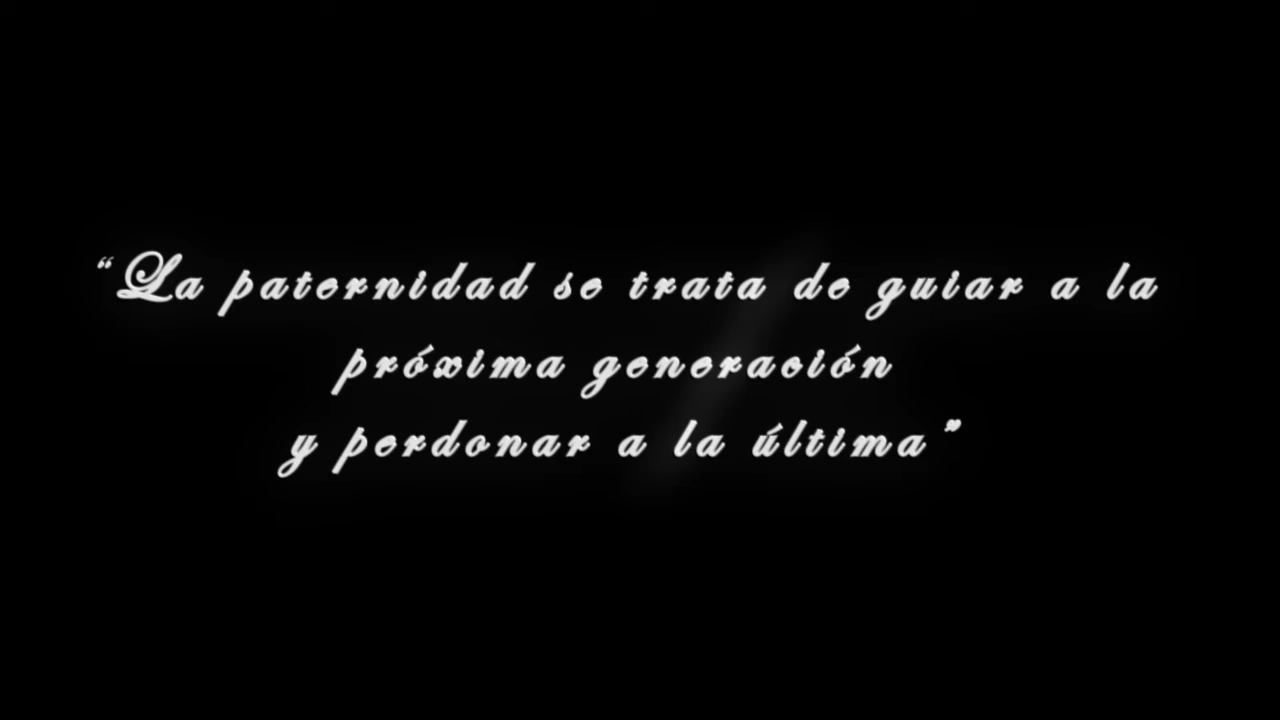 “La paternidad se trata de guiar a la
próxima generación
y perdonar a la última”